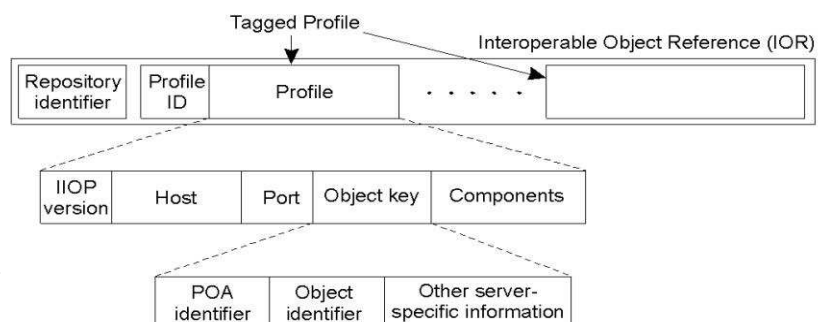 Tagged Profile
Interoperable Object Reference (IOR)
Repository
identifier
Profile
ID
Profile
. . . . .
IIOP
version
Host
Port
Object key
Components
POA
identifier
Object
identifier
Other server-
specific information